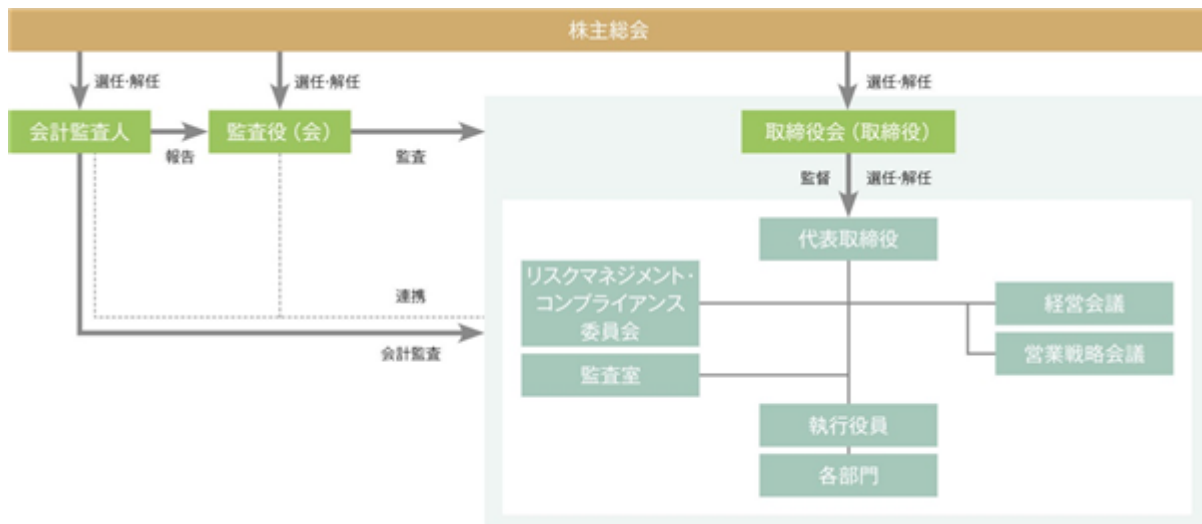 株主総会
選任・解任
選任・解任
選任・解任
会計監査人
報告
監査役（会）
監査
取締役会（取締役）
監督
選任・解任
代表取締役
リスクマネジメント・
コンプライアンス
委員会
連携
会計監査
経営会議
営業戦略会議
監査室
執行役員
各部門